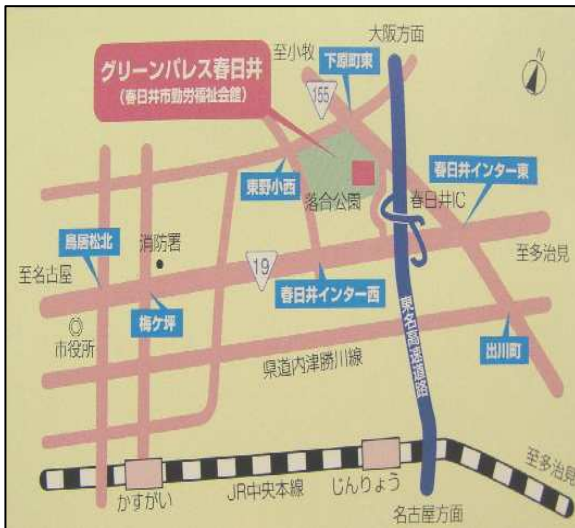 大阪方面
至小牧
下原町東
N
グリーンパレス春日井
(春日井市勤労福祉会館)
155
東野小西
落合公園
春日井インター東
春日井IC
鳥居松北
消防署
至名古屋
19
春日井インター西
至多治見
梅ケ坪
市役所
県道内津勝川線
東名高速道路
出川町
かすがい
JR中央本線
じんりょう
至多治見
名古屋方面